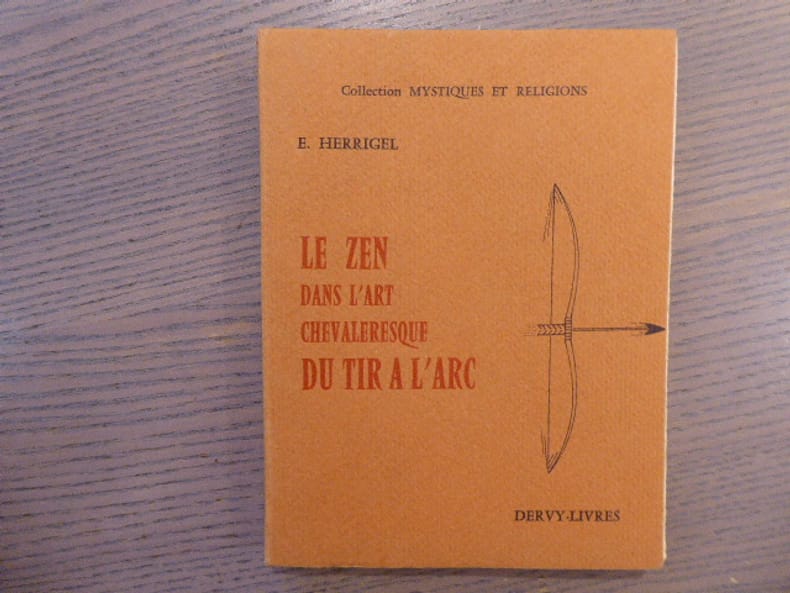 Collection MYSTIQUES ET RELIGIONS
E. HERRIGEL
LE ZEN
DANS L'ART
CHEVALERESQUE
DU TIR A L'ARC
DERVY-LIVRES